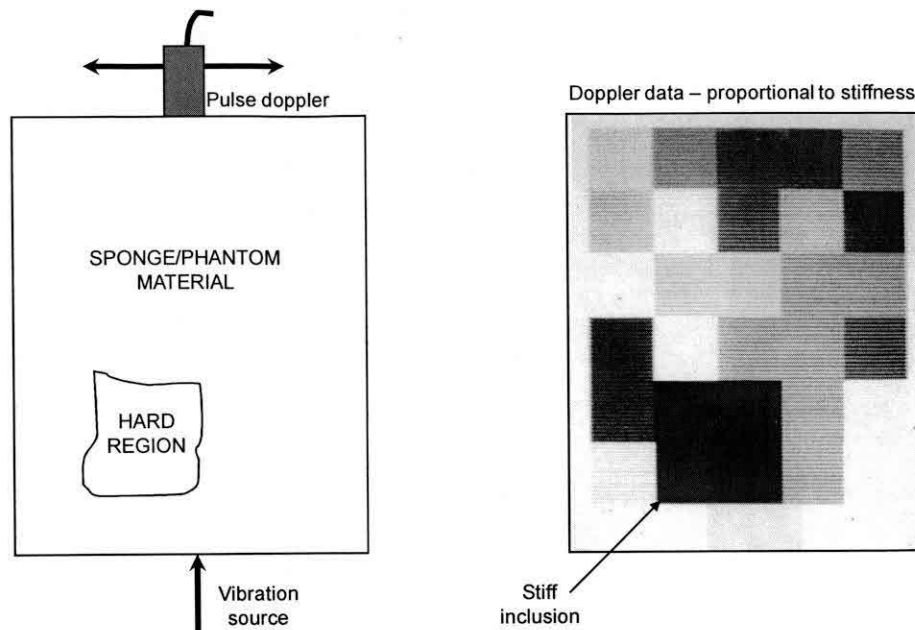 Pulse doppler
SPONGE/PHANTOM
MATERIAL
HARD
REGION
Vibration
source
Doppler data – proportional to stiffness
Stiff
inclusion